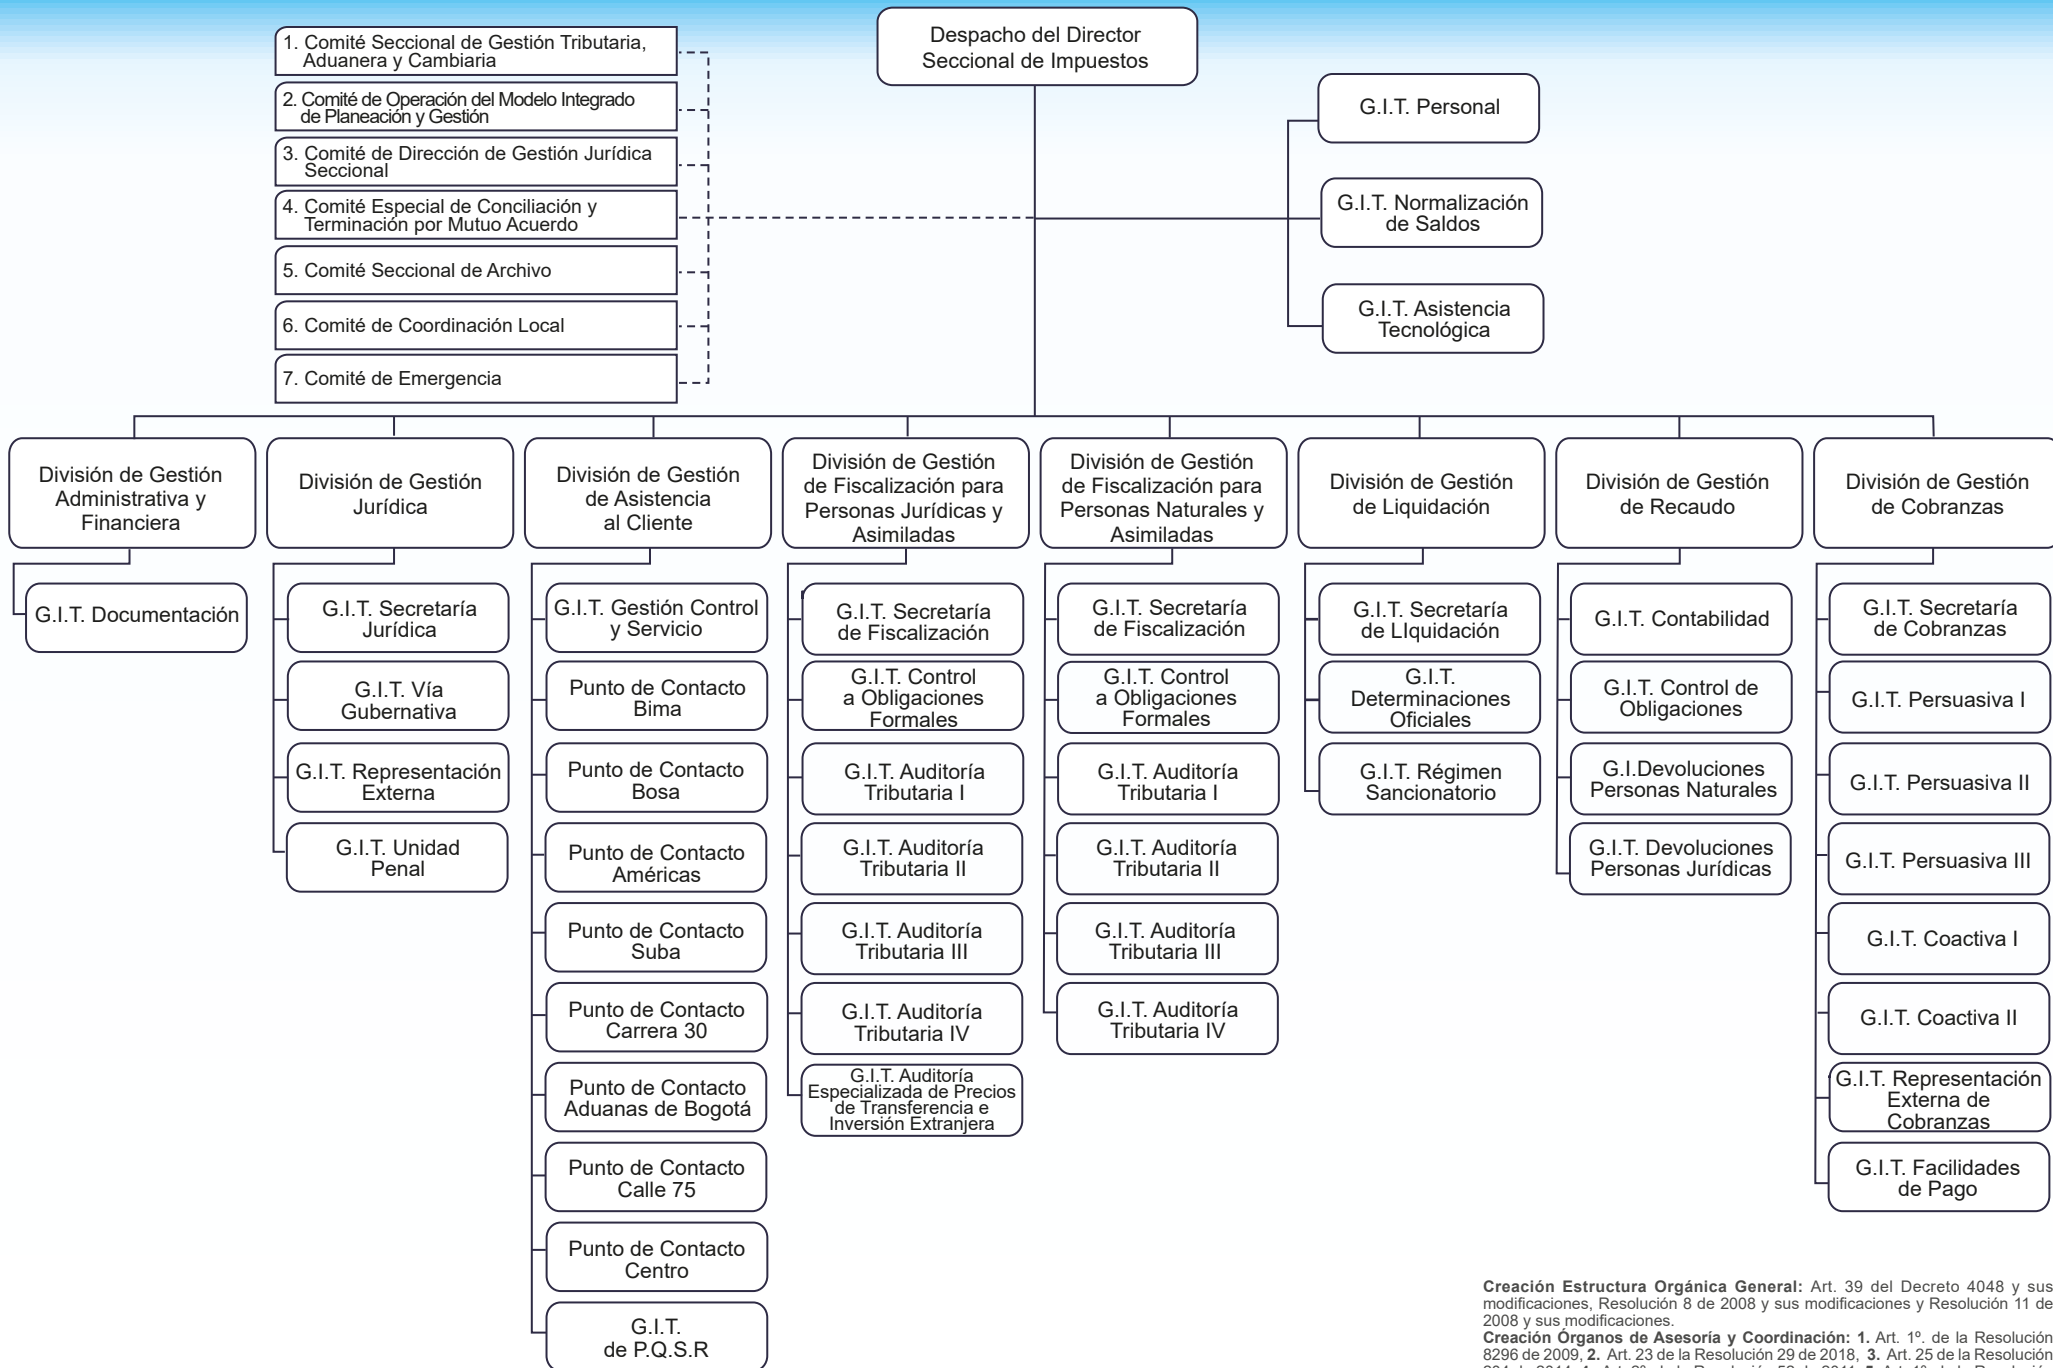 Despacho del Director
Seccional de Impuestos
1. Comité Seccional de Gestión Tributaria,
Aduanera y Cambiaria
2. Comité de Operación del Modelo Integrado
de Planeación y Gestión
3. Comité de Dirección de Gestión Jurídica
Seccional
4. Comité Especial de Conciliación y
Terminación por Mutuo Acuerdo
5. Comité Seccional de Archivo
6. Comité de Coordinación Local
7. Comité de Emergencia
G.I.T. Personal
G.I.T. Normalización
de Saldos
G.I.T. Asistencia
Tecnológica
División de Gestión
Administrativa y
Financiera
G.I.T. Documentación
División de Gestión
Jurídica
G.I.T. Secretaría
Jurídica
G.I.T. Vía
Gubernativa
G.I.T. Representación
Externa
G.I.T. Unidad
Penal
División de Gestión
de Asistencia
al Cliente
G.I.T. Gestión Control
y Servicio
Punto de Contacto
Bima
Punto de Contacto
Bosa
Punto de Contacto
Américas
Punto de Contacto
Suba
Punto de Contacto
Carrera 30
Punto de Contacto
Aduanas de Bogotá
Punto de Contacto
Calle 75
Punto de Contacto
Centro
G.I.T.
de P.Q.S.R
División de Gestión
de Fiscalización para
Personas Jurídicas y
Asimiladas
G.I.T. Secretaría
de Fiscalización
G.I.T. Control
a Obligaciones
Formales
G.I.T. Auditoría
Tributaria I
G.I.T. Auditoría
Tributaria II
G.I.T. Auditoría
Tributaria III
G.I.T. Auditoría
Tributaria IV
G.I.T. Auditoría
Especializada de Precios
de Transferencia e
Inversión Extranjera
División de Gestión
de Fiscalización para
Personas Naturales y
Asimiladas
G.I.T. Secretaría
de Fiscalización
G.I.T. Control
a Obligaciones
Formales
G.I.T. Auditoría
Tributaria I
G.I.T. Auditoría
Tributaria II
G.I.T. Auditoría
Tributaria III
G.I.T. Auditoría
Tributaria IV
División de Gestión
de Liquidación
G.I.T. Secretaría
de LIquidación
G.I.T.
Determinaciones
Oficiales
G.I.T. Régimen
Sancionatorio
División de Gestión
de Recaudo
G.I.T. Contabilidad
G.I.T. Control de
Obligaciones
G.I.Devoluciones
Personas Naturales
G.I.T. Devoluciones
Personas Jurídicas
División de Gestión
de Cobranzas
G.I.T. Secretaría
de Cobranzas
G.I.T. Persuasiva I
G.I.T. Persuasiva II
G.I.T. Persuasiva III
G.I.T. Coactiva I
G.I.T. Coactiva II
G.I.T. Representación
Externa de
Cobranzas
G.I.T. Facilidades
de Pago
Creación Estructura Orgánica General: Art. 39 del Decreto 4048 y sus
modificaciones, Resolución 8 de 2008 y sus modificaciones y Resolución 11 de
2008 y sus modificaciones.
Creación Órganos de Asesoría y Coordinación: 1. Art. 1º. de la Resolución
8296 de 2009, 2. Art. 23 de la Resolución 29 de 2018, 3. Art. 25 de la Resolución